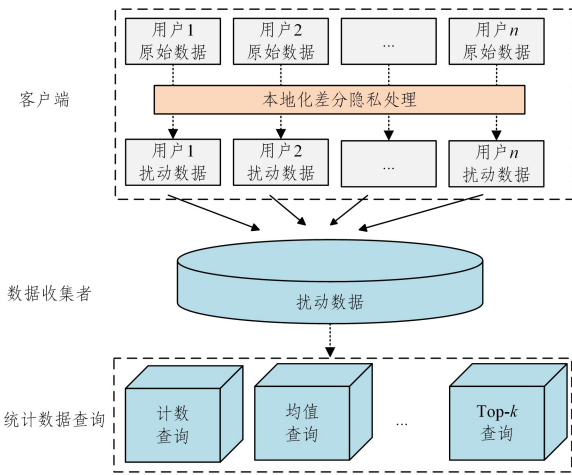 用户1
原始数据
用户2
原始数据
...
用户n
原始数据
客户端
本地化差分隐私处理
用户1
扰动数据
用户2
扰动数据
...
用户n
扰动数据
数据收集者
扰动数据
统计数据查询
计数
查询
均值
查询
...
Top-k
查询